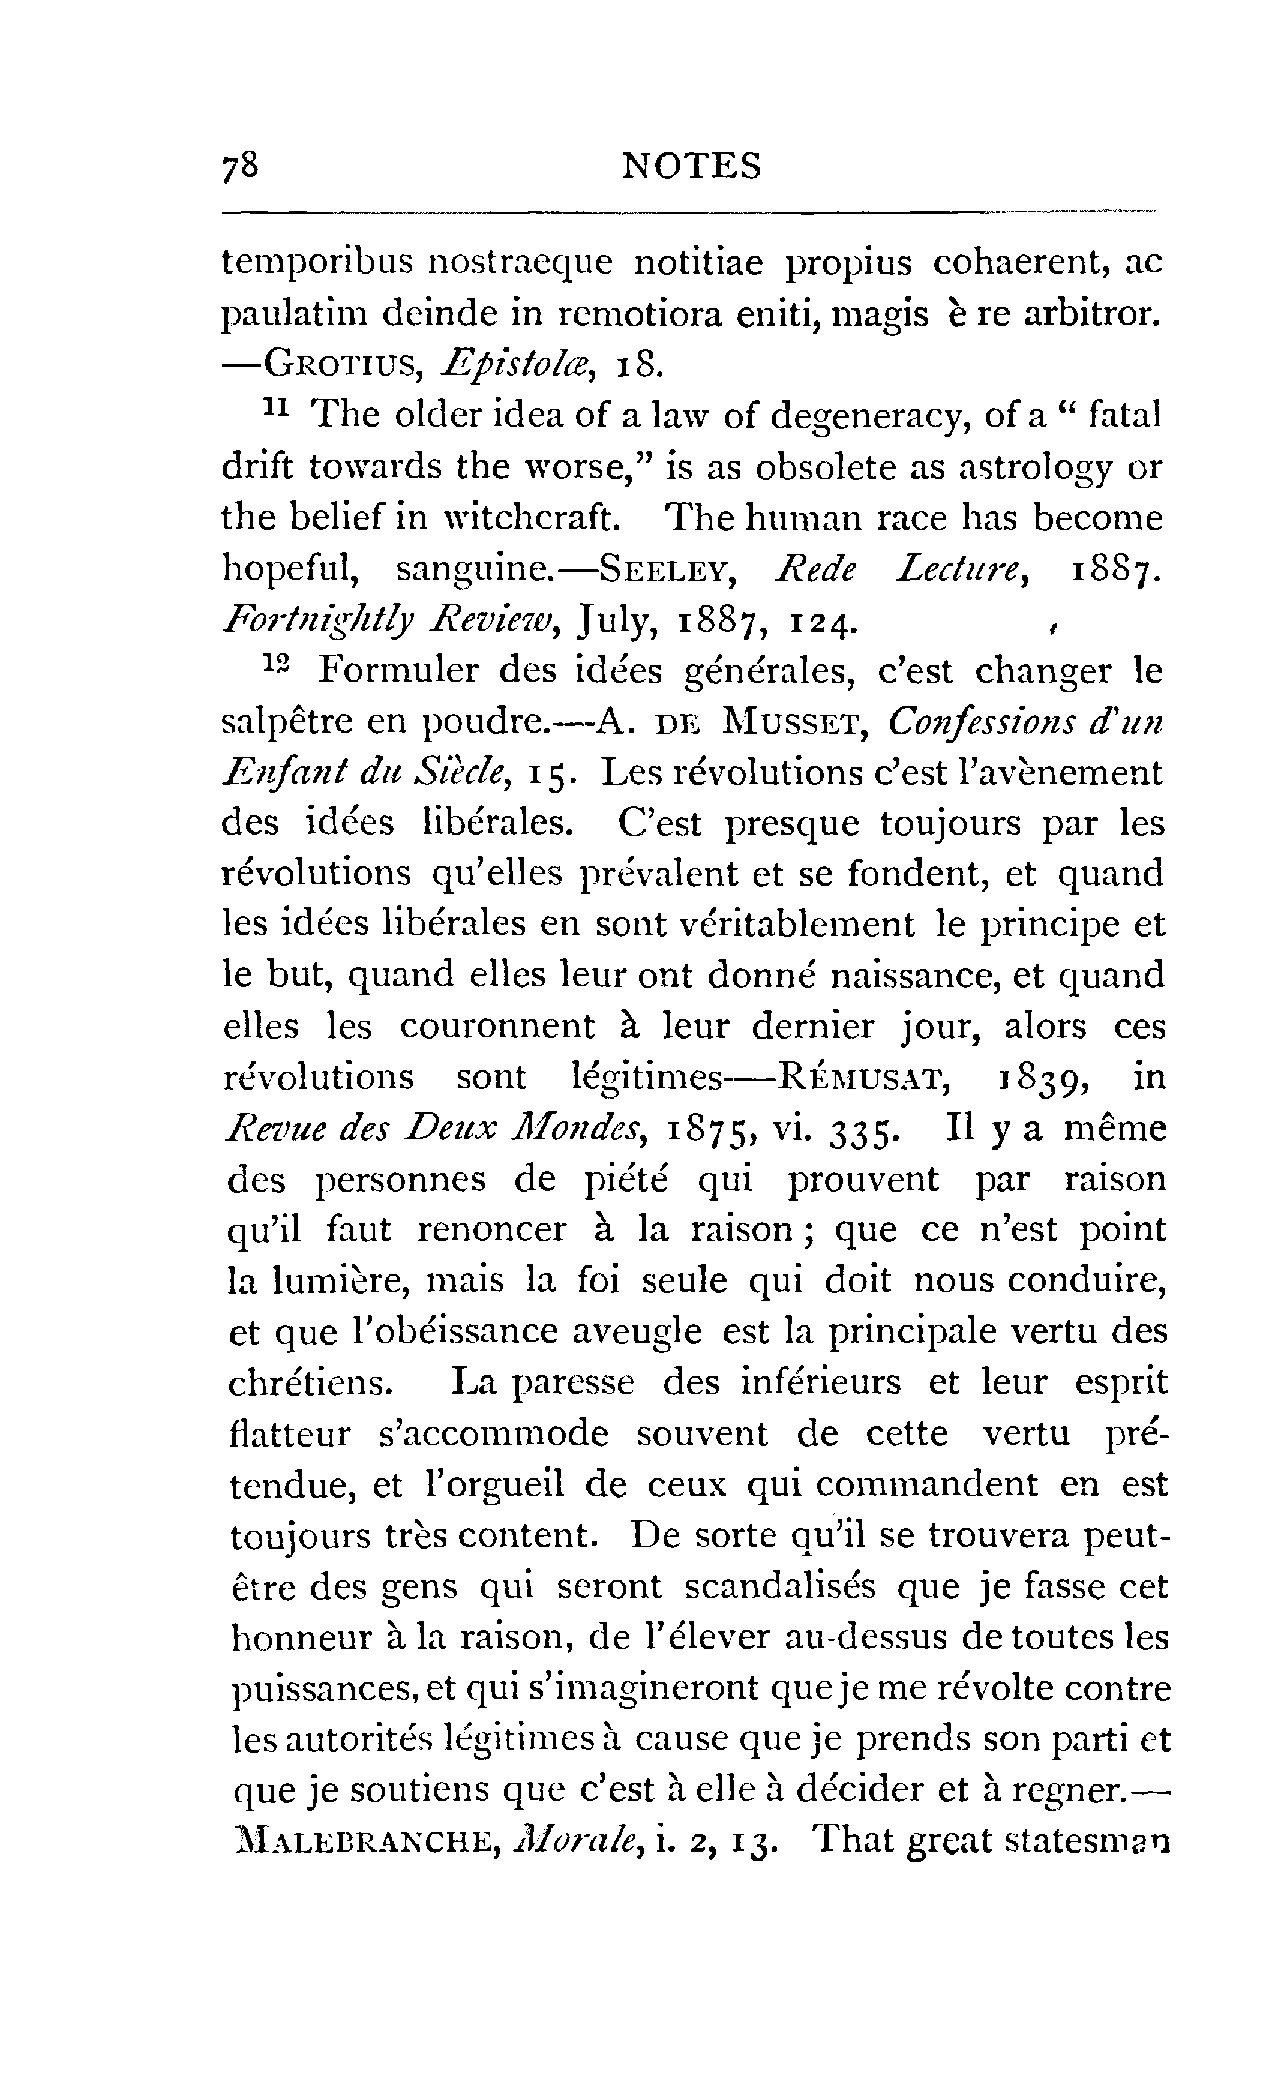 78 NOTES
temporibus nostraeque notitiae propius cohaerent, ac
paulatim deinde in remotiora eniti, magis è re arbitror.
—GROTIUS, Epistolæ, 18.
11 The older idea of a law of degeneracy, of a “ fatal
drift towards the worse,” is as obsolete as astrology or
the belief in witchcraft. The human race has become
hopeful, sanguine.—SEELEY, Rede Lecture, 1887.
Fortnightly Review, July, 1887, 124.
12 Formuler des idées générales, c’est changer le
salpêtre en poudre.—A. DE MUSSET, Confessions d’un
Enfant du Siècle, 15. Les révolutions c’est l’avènement
des idées libérales. C’est presque toujours par les
révolutions qu’elles prévalent et se fondent, et quand
les idées libérales en sont véritablement le principe et
le but, quand elles leur ont donné naissance, et quand
elles les couronnent à leur dernier jour, alors ces
révolutions sont légitimes—RÉMUSAT, 1839, in
Revue des Deux Mondes, 1875, vi. 335. Il y a même
des personnes de piété qui prouvent par raison
qu’il faut renoncer à la raison ; que ce n’est point
la lumière, mais la foi seule qui doit nous conduire,
et que l’obéissance aveugle est la principale vertu des
chrétiens. La paresse des inférieurs et leur esprit
flatteur s’accommode souvent de cette vertu pré-
tendue, et l’orgueil de ceux qui commandent en est
toujours très content. De sorte qu’il se trouvera peut-
être des gens qui seront scandalisés que je fasse cet
honneur à la raison, de l’élever au-dessus de toutes les
puissances, et qui s’imagineront que je me révolte contre
les autorités légitimes à cause que je prends son parti et
que je soutiens que c’est à elle à décider et à regner.—
MALEBRANCHE, Morale, i. 2, 13. That great statesman